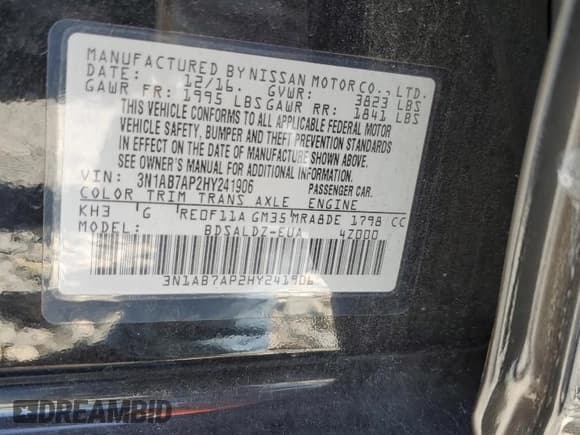 MANUFACTURED BY NISSAN MOTOR CO., LTD.
DATE: 12/16. GVWR: 3823 LBS
GAWR FR: 1995 LBS GAWR RR: 1841 LBS
THIS VEHICLE CONFORMS TO ALL APPLICABLE FEDERAL MOTOR
VEHICLE SAFETY, BUMPER AND THEFT PREVENTION STANDARDS
IN EFFECT ON THE DATE OF MANUFACTURE SHOWN ABOVE.
SEE OWNER'S MANUAL FOR ADDITIONAL INFORMATION.
VIN: 3N1AB7AP2HY241906 PASSENGER CAR.
COLOR TRIM TRANS AXLE ENGINE
KH3 G RE0F11A GM35 MRA8DE 1798 CC
MODEL: BDSALDZ-EUA 4Z000
3N1AB7AP2HY241906
DREAMBID